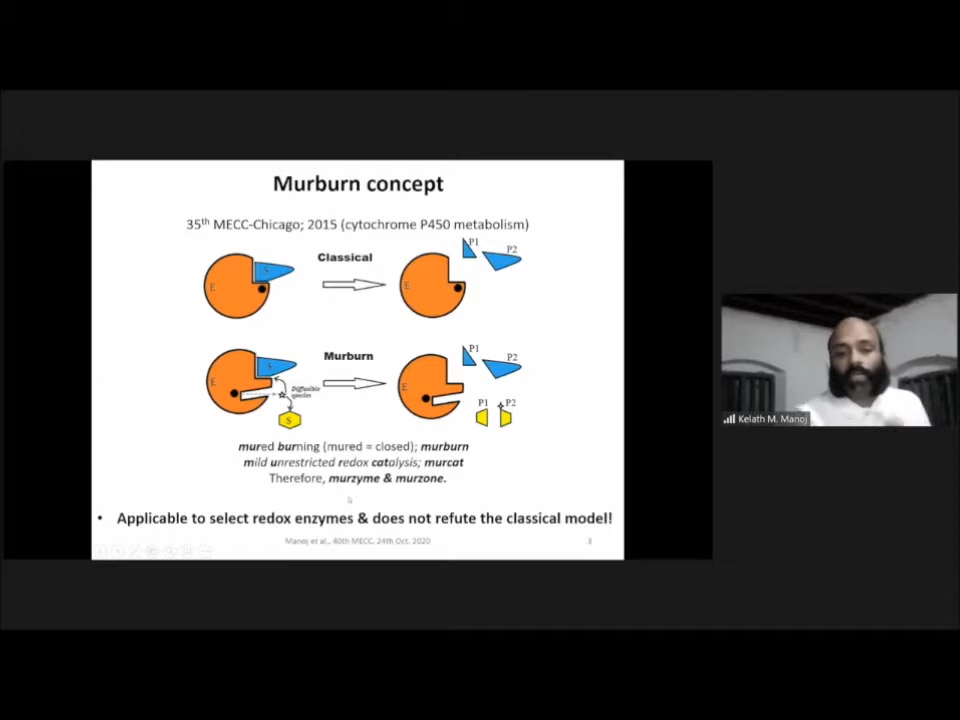 Murburn concept
35th MECC-Chicago; 2015 (cytochrome P450 metabolism)
Classical
P1
P2
E
E
Murburn
P1
P2
E
Diffusible
species
S
E
P1
P2
mured burning (mured = closed); murburn
mild unrestricted redox catalysis; murcat
Therefore, murzyme & murzone.
• Applicable to select redox enzymes & does not refute the classical model!
Manoj et al., 40th MECC, 24th Oct, 2020
3
Kelath M. Manoj